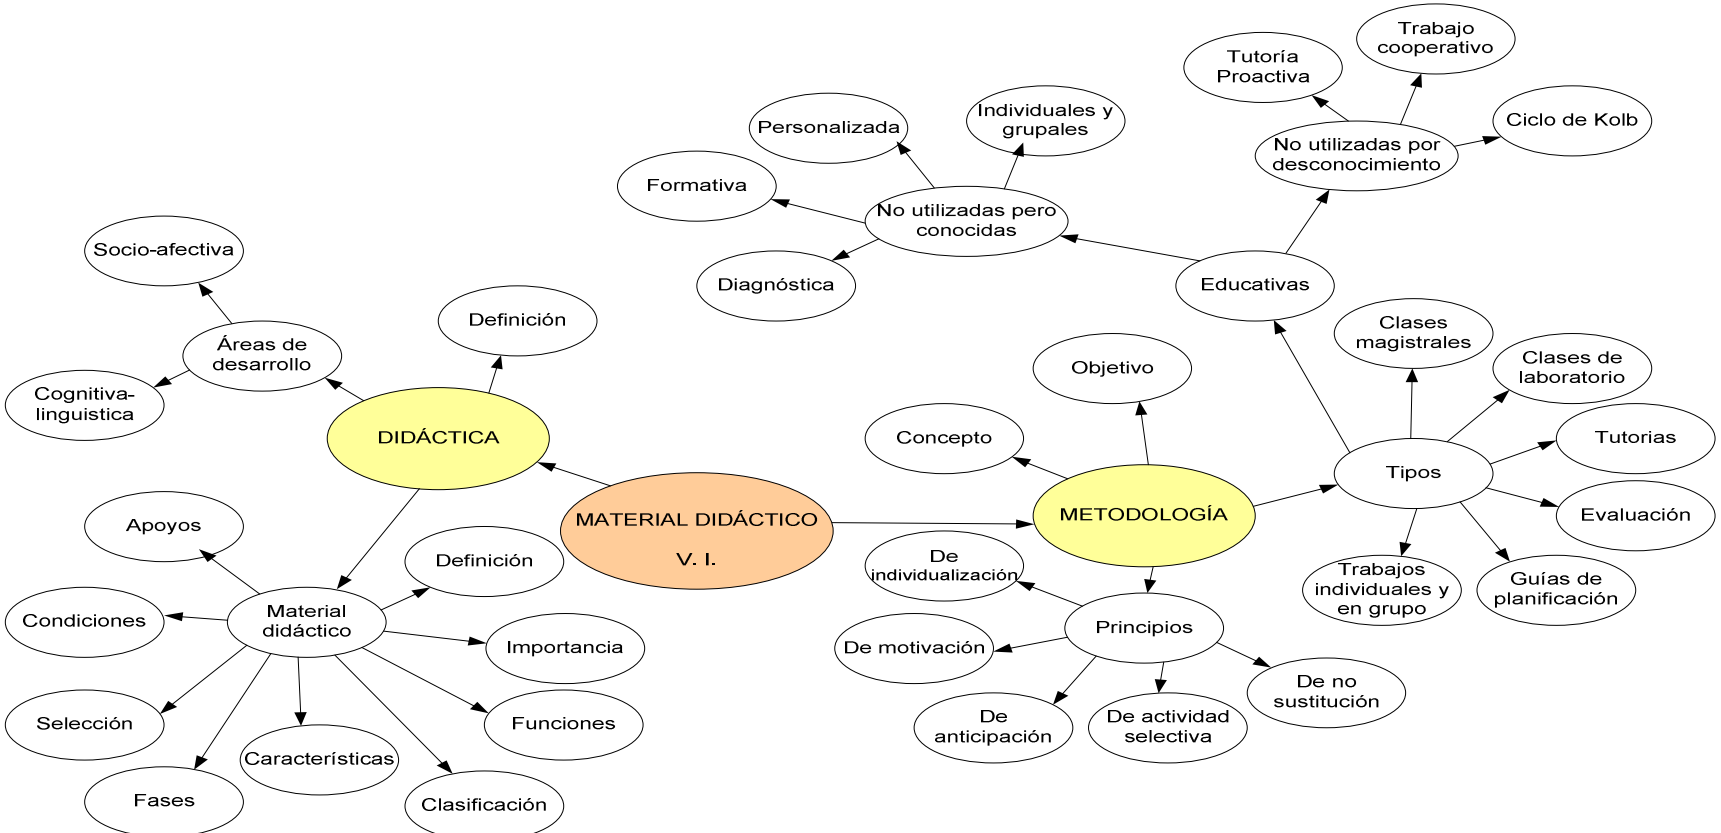 Trabajo
cooperativo
Tutoría
Proactiva
Ciclo de Kolb
No utilizadas por
desconocimiento
Individuales y
grupales
Personalizada
Formativa
No utilizadas pero
conocidas
Diagnóstica
Educativas
Socio-afectiva
Definición
Áreas de
desarrollo
Cognitiva-
linguistica
DIDÁCTICA
Clases
magistrales
Clases de
laboratorio
Objetivo
Concepto
Tutorias
Tipos
METODOLOGÍA
Evaluación
MATERIAL DIDÁCTICO
V. I.
Apoyos
Definición
Condiciones
Material
didáctico
Importancia
Selección
Funciones
Características
Fases
Clasificación
De
individualización
Trabajos
individuales y
en grupo
Guías de
planificación
Principios
De motivación
De no
sustitución
De
anticipación
De actividad
selectiva